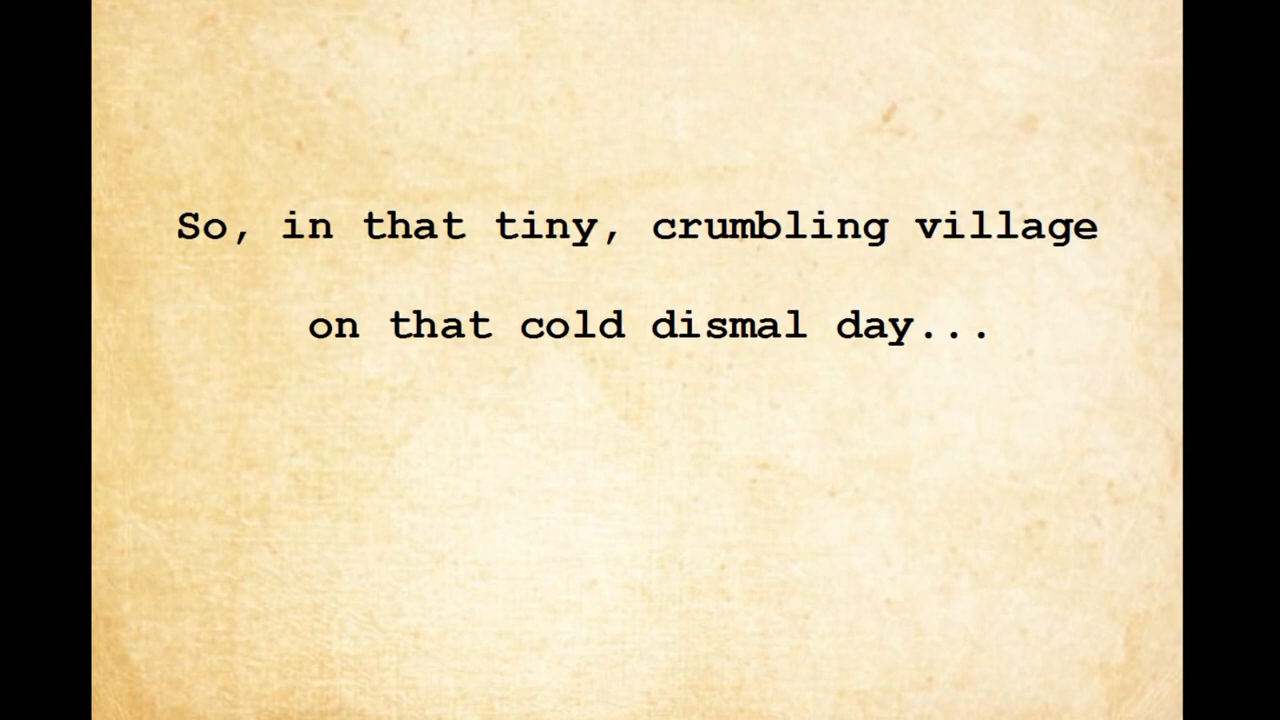 So, in that tiny, crumbling village
on that cold dismal day...